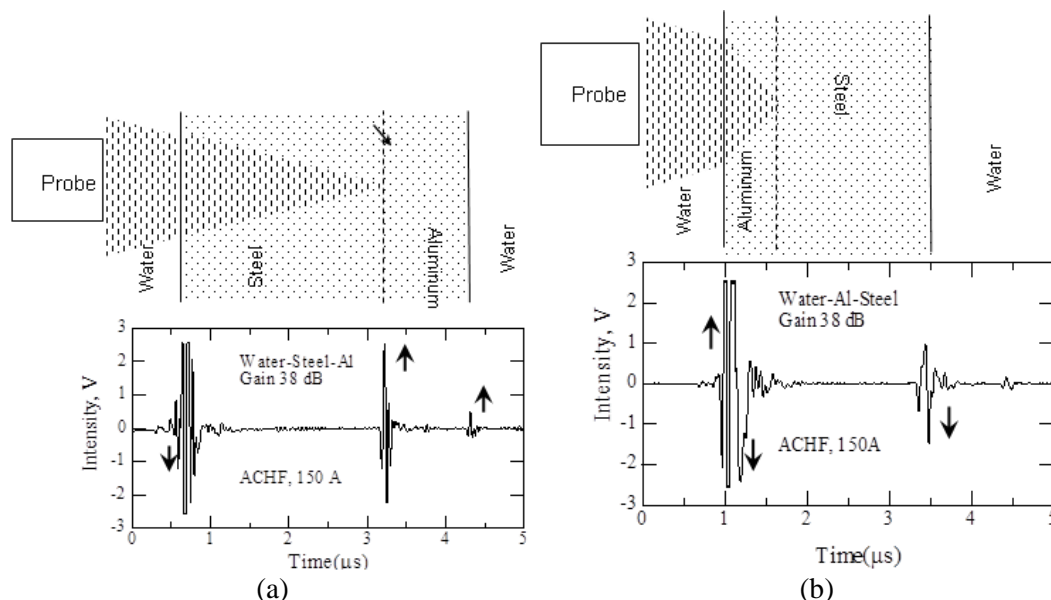 Probe
Water
Steel
Aluminum
Water
3
2
1
0
-1
-2
-3
Intensity, V
Water-Steel-Al
Gain 38 dB
ACHF, 150 A
0 1 2 3 4 5
Time(μs)
(a)
Probe
Water
Aluminum
Steel
Water
3
2
1
0
-1
-2
-3
Intensity, V
Water-Al-Steel
Gain 38 dB
ACHF, 150A
0 1 2 3 4 5
Time(μs)
(b)